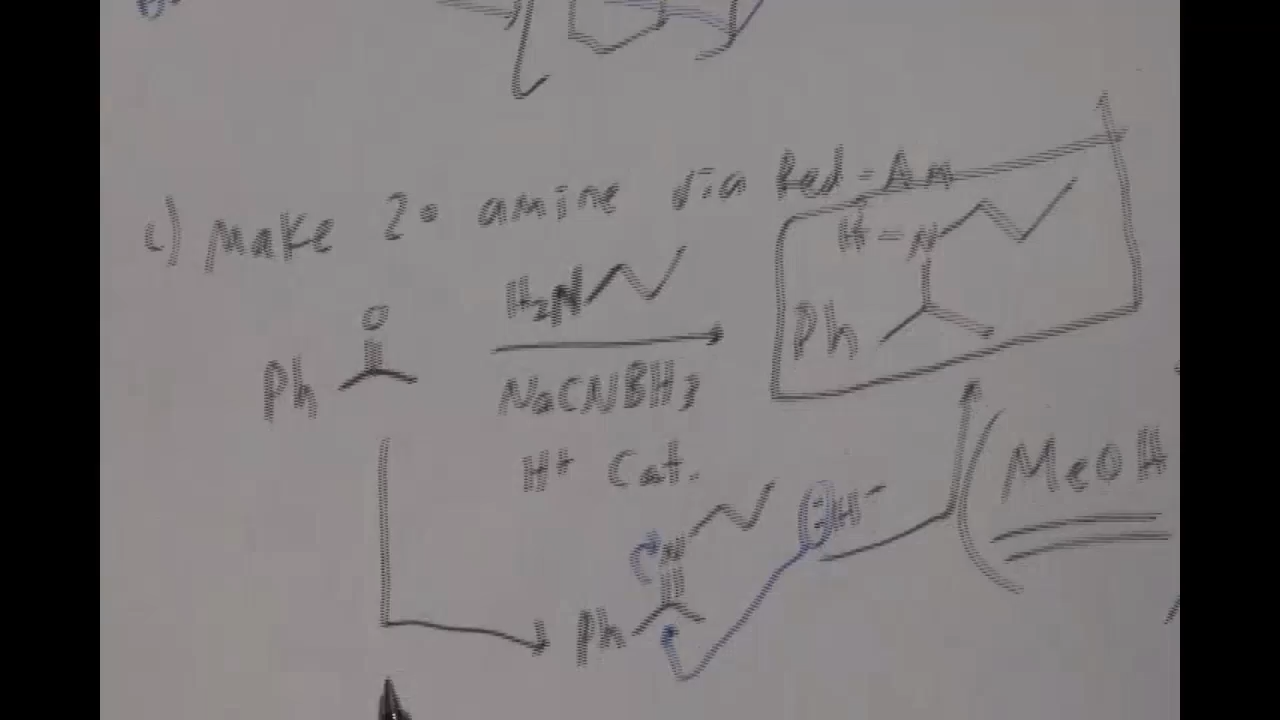 c) Make 2° amine via Red-Am
H-N
H₂N
O
Ph
Ph
NaCNBH₃
H⁺ Cat.
MeOH
N
:H⁻
Ph